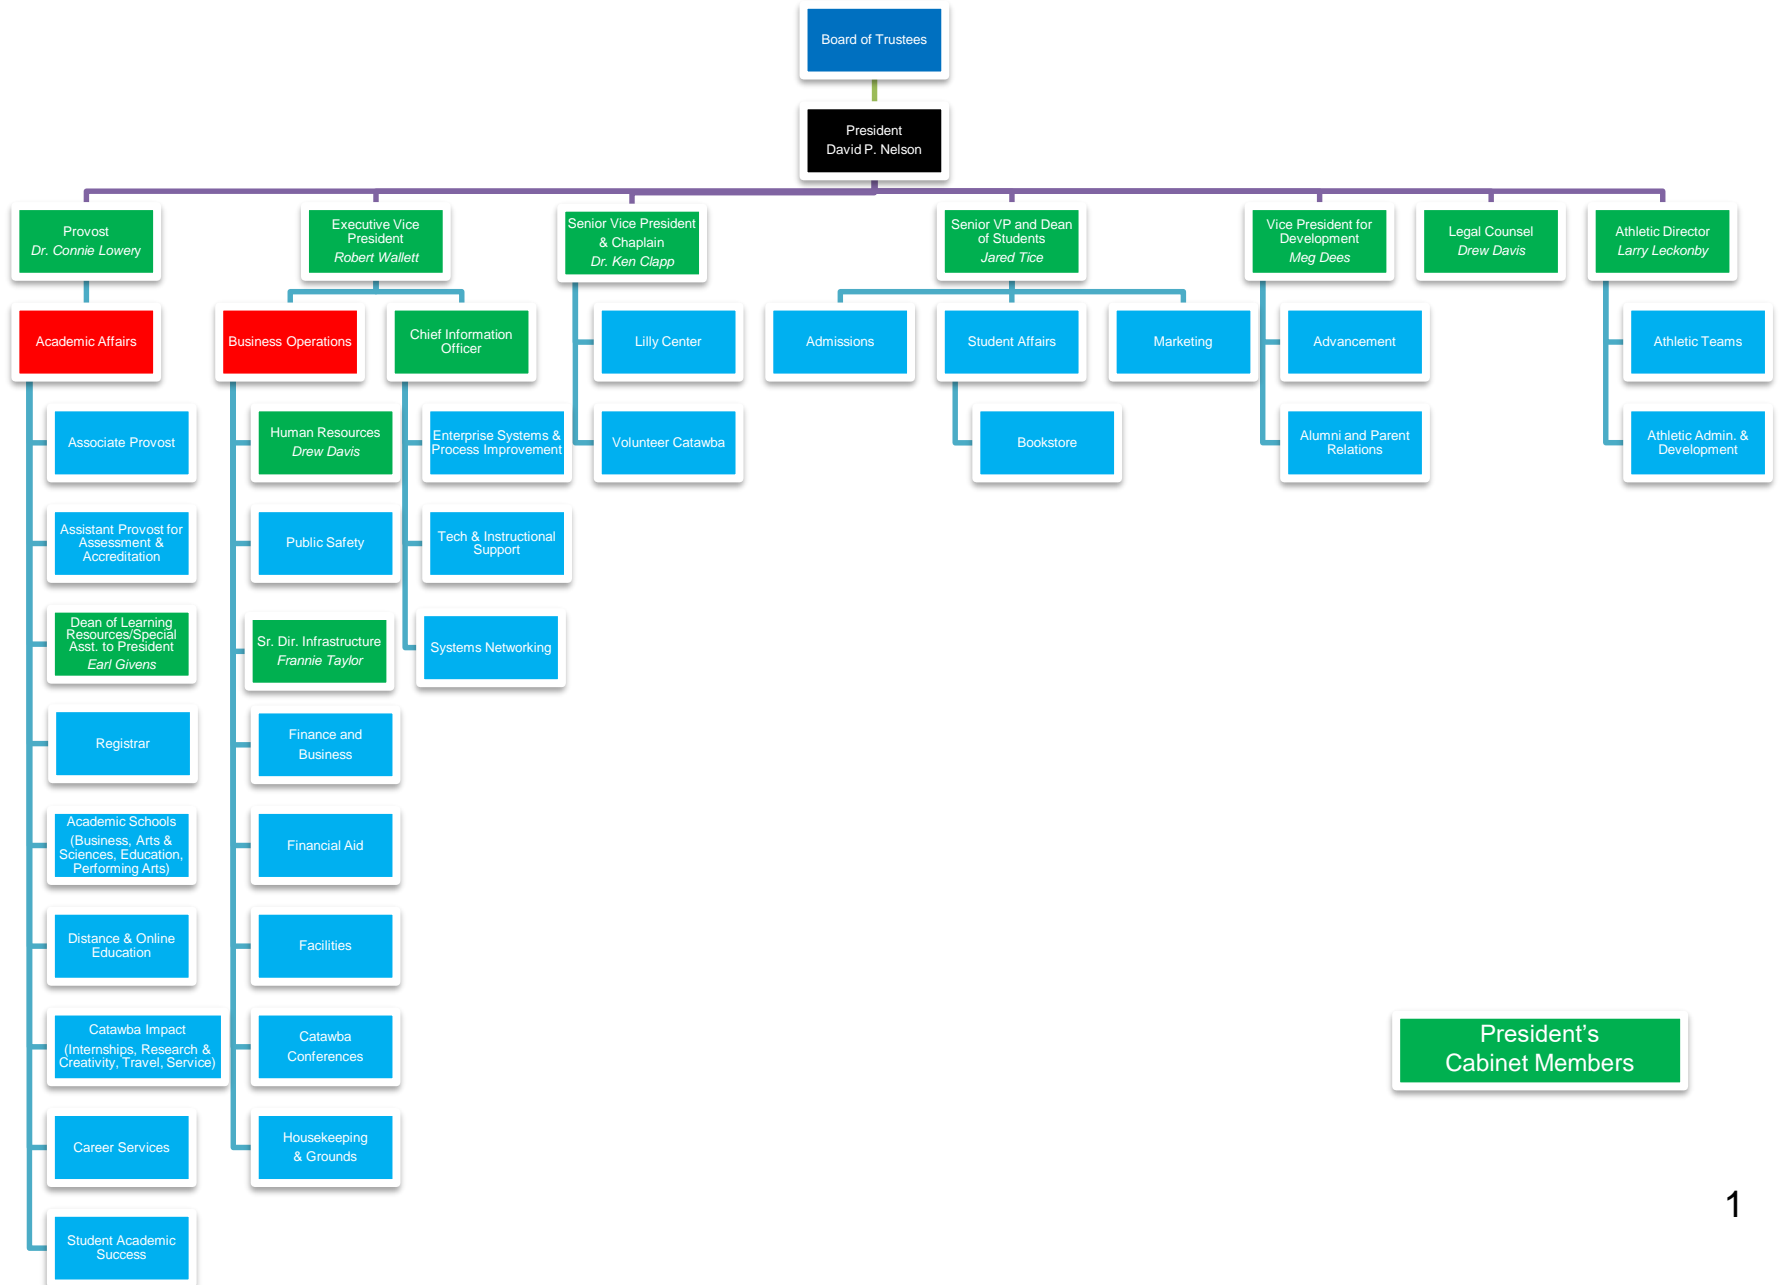 Board of Trustees
President
David P. Nelson
Provost
Dr. Connie Lowery
Executive Vice
President
Robert Wallett
Senior Vice President
& Chaplain
Dr. Ken Clapp
Senior VP and Dean
of Students
Jared Tice
Vice President for
Development
Meg Dees
Legal Counsel
Drew Davis
Athletic Director
Larry Leckonby
Academic Affairs
Business Operations
Chief Information
Officer
Lilly Center
Admissions
Student Affairs
Marketing
Advancement
Athletic Teams
Associate Provost
Human Resources
Drew Davis
Enterprise Systems &
Process Improvement
Volunteer Catawba
Bookstore
Alumni and Parent
Relations
Athletic Admin. &
Development
Assistant Provost for
Assessment &
Accreditation
Public Safety
Tech & Instructional
Support
Dean of Learning
Resources/Special
Asst. to President
Earl Givens
Sr. Dir. Infrastructure
Frannie Taylor
Systems Networking
Registrar
Finance and
Business
Academic Schools
(Business, Arts &
Sciences, Education,
Performing Arts)
Financial Aid
Distance & Online
Education
Facilities
Catawba Impact
(Internships, Research &
Creativity, Travel, Service)
Catawba
Conferences
President's
Cabinet Members
Career Services
Housekeeping
& Grounds
Student Academic
Success
1